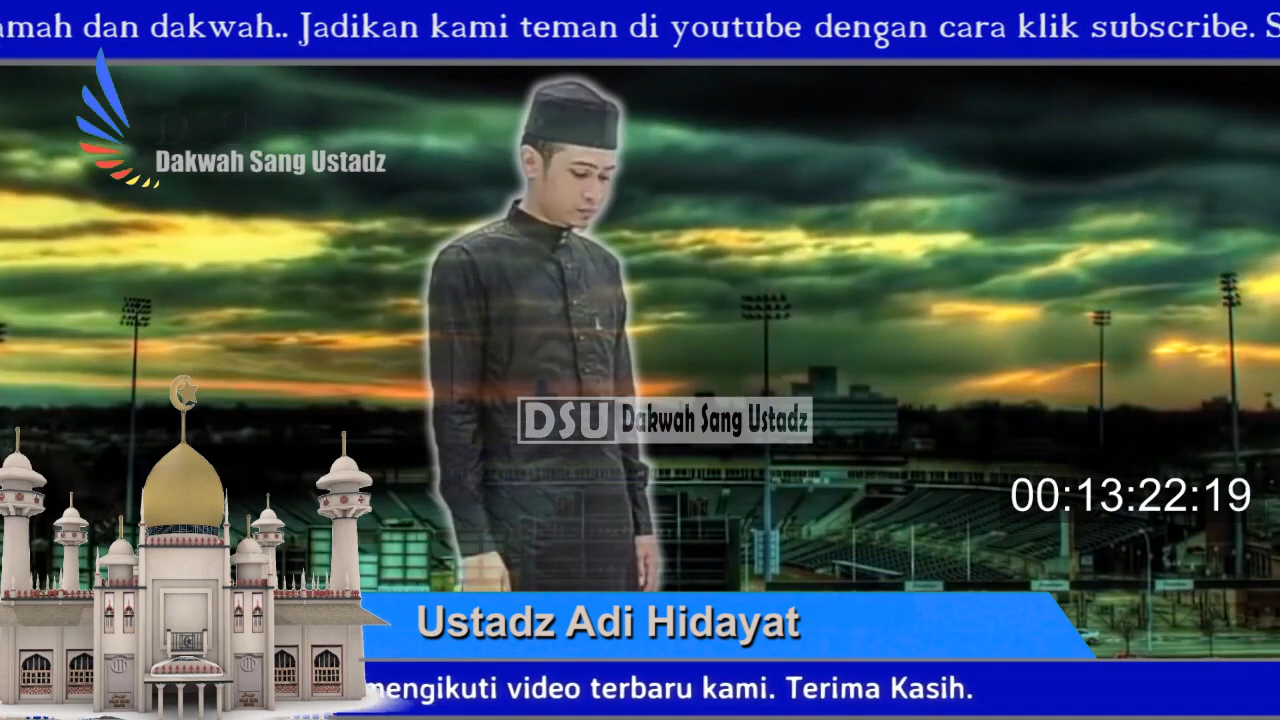 amah dan dakwah.. Jadikan kami teman di youtube dengan cara klik subscribe. S
Dakwah Sang Ustadz
DSU Dakwah Sang Ustadz
00:13:22:19
Ustadz Adi Hidayat
mengikuti video terbaru kami. Terima Kasih.